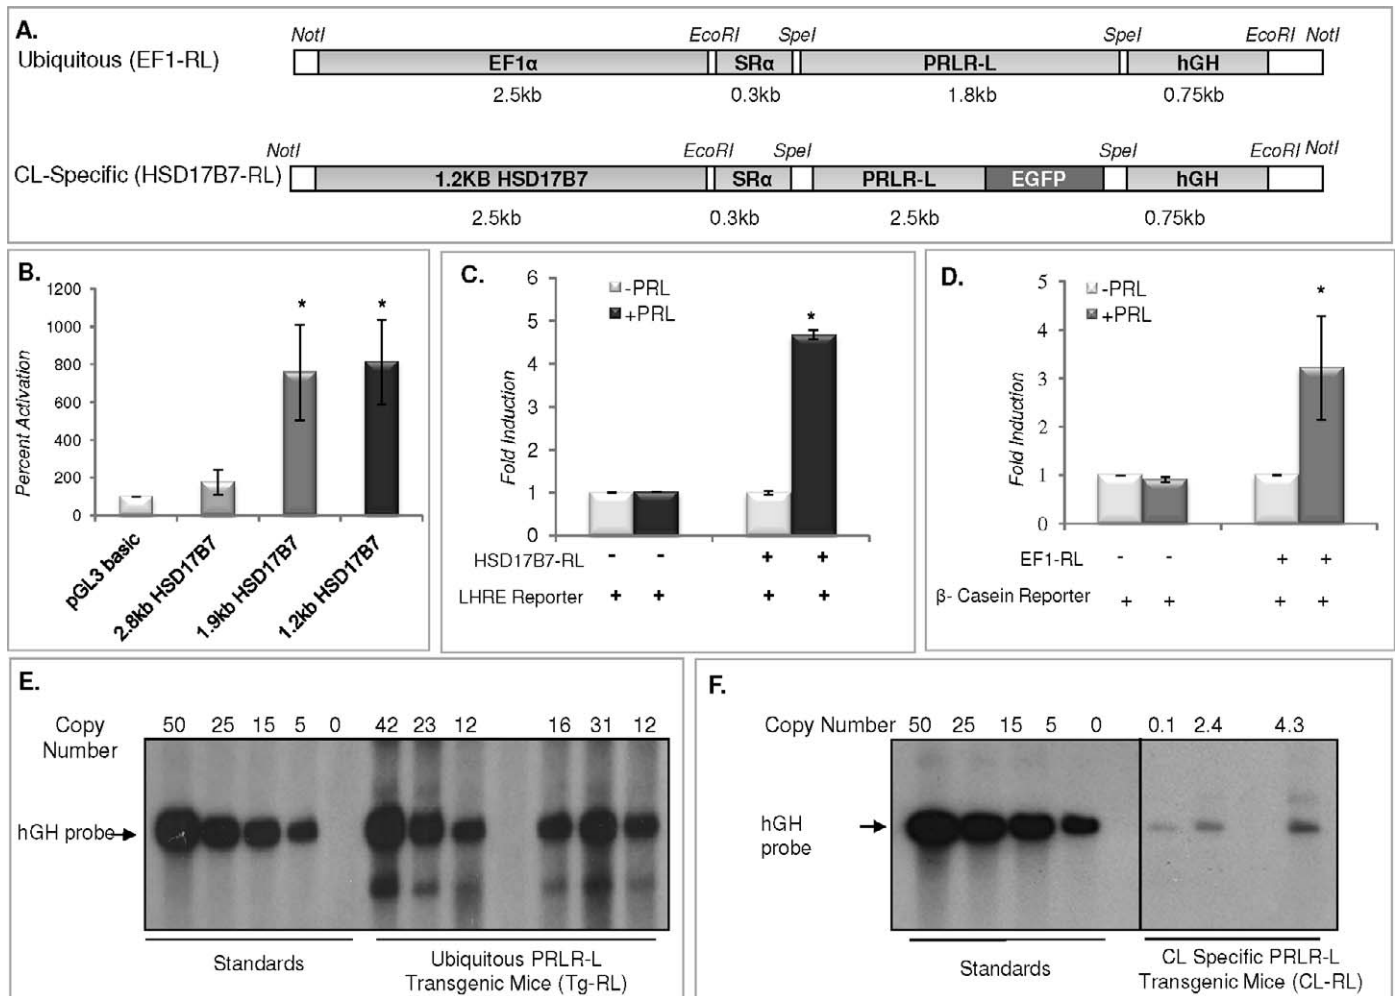 A.
NotI EcoRI SpeI SpeI EcoRI NotI
Ubiquitous (EF1-RL) EF1α SRα PRLR-L hGH
2.5kb 0.3kb 1.8kb 0.75kb
NotI EcoRI SpeI SpeI EcoRI NotI
CL-Specific (HSD17B7-RL) 1.2KB HSD17B7 SRα PRLR-L EGFP hGH
2.5kb 0.3kb 2.5kb 0.75kb
B.
1200
1000
800
600
400
200
0
Percent Activation
* *
pGL3 basic
2.8kb HSD17B7
1.9kb HSD17B7
1.2kb HSD17B7
C.
6
5
4
3
2
1
0
Fold Induction
-PRL
+PRL
*
HSD17B7-RL - - + +
LHRE Reporter + + + +
D.
5
4
3
2
1
0
Fold Induction
-PRL
+PRL
*
EF1-RL - - + +
β- Casein Reporter + + + +
E.
Copy Number
50 25 15 5 0 42 23 12 16 31 12
hGH probe
Standards
Ubiquitous PRLR-L
Transgenic Mice (Tg-RL)
F.
Copy Number 50 25 15 5 0 0.1 2.4 4.3
hGH
probe
Standards
CL Specific PRLR-L
Transgenic Mice (CL-RL)